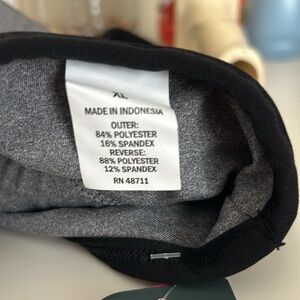 XL
MADE IN INDONESIA
OUTER:
84% POLYESTER
16% SPANDEX
REVERSE:
88% POLYESTER
12% SPANDEX
RN 48711